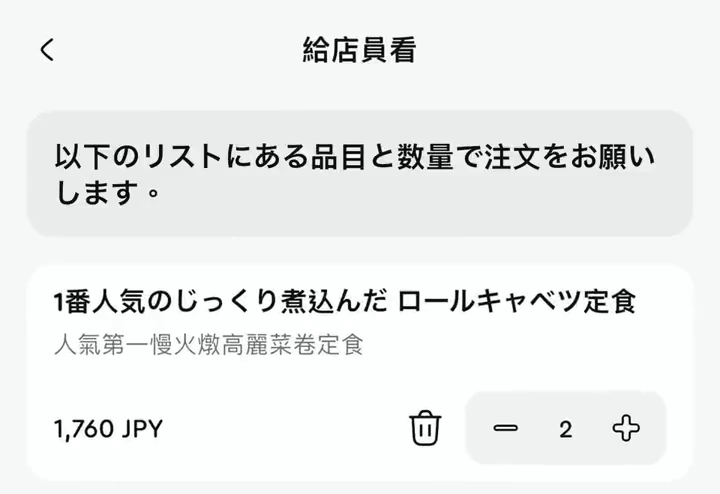 給店員看
以下のリストにある品目と数量で注文をお願い
します。
1番人気のじっくり煮込んだ ロールキャベツ定食
人氣第一慢火燉高麗菜卷定食
1,760 JPY
2